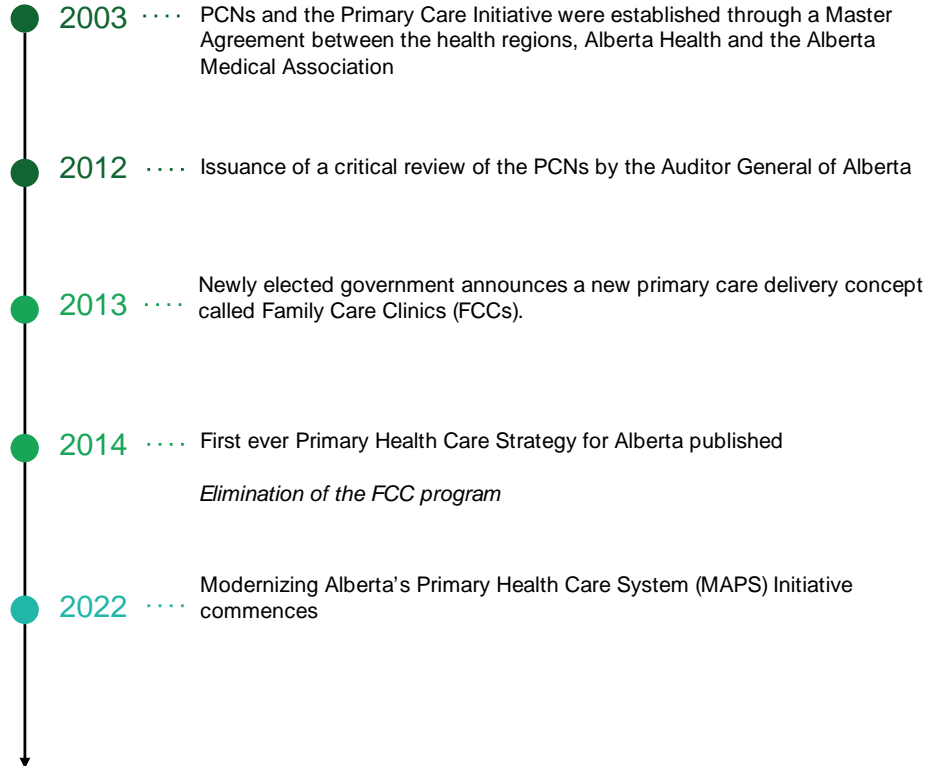 2003 ···· PCNs and the Primary Care Initiative were established through a Master
Agreement between the health regions, Alberta Health and the Alberta
Medical Association
2012 ···· Issuance of a critical review of the PCNs by the Auditor General of Alberta
Newly elected government announces a new primary care delivery concept
2013 ···· called Family Care Clinics (FCCs).
2014 ···· First ever Primary Health Care Strategy for Alberta published
Elimination of the FCC program
Modernizing Alberta’s Primary Health Care System (MAPS) Initiative
2022 ···· commences